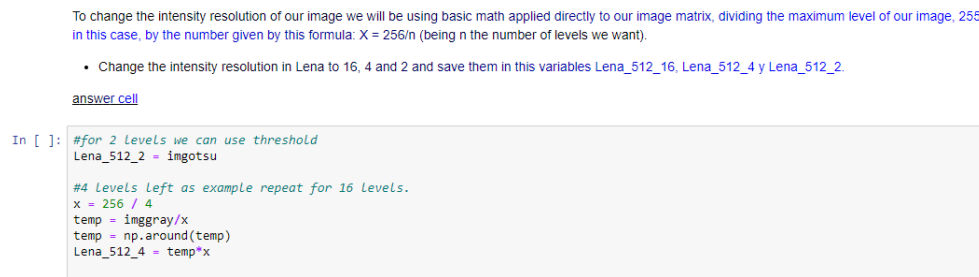 To change the intensity resolution of our image we will be using basic math applied directly to our image matrix, dividing the maximum level of our image, 255
in this case, by the number given by this formula: X = 256/n (being n the number of levels we want).
• Change the intensity resolution in Lena to 16, 4 and 2 and save them in this variables Lena_512_16, Lena_512_4 y Lena_512_2.
answer cell
In [ ]: #for 2 levels we can use threshold
Lena_512_2 = imgotsu
#4 levels left as example repeat for 16 levels.
x = 256 / 4
temp = imggray/x
temp = np.around(temp)
Lena_512_4 = temp*x